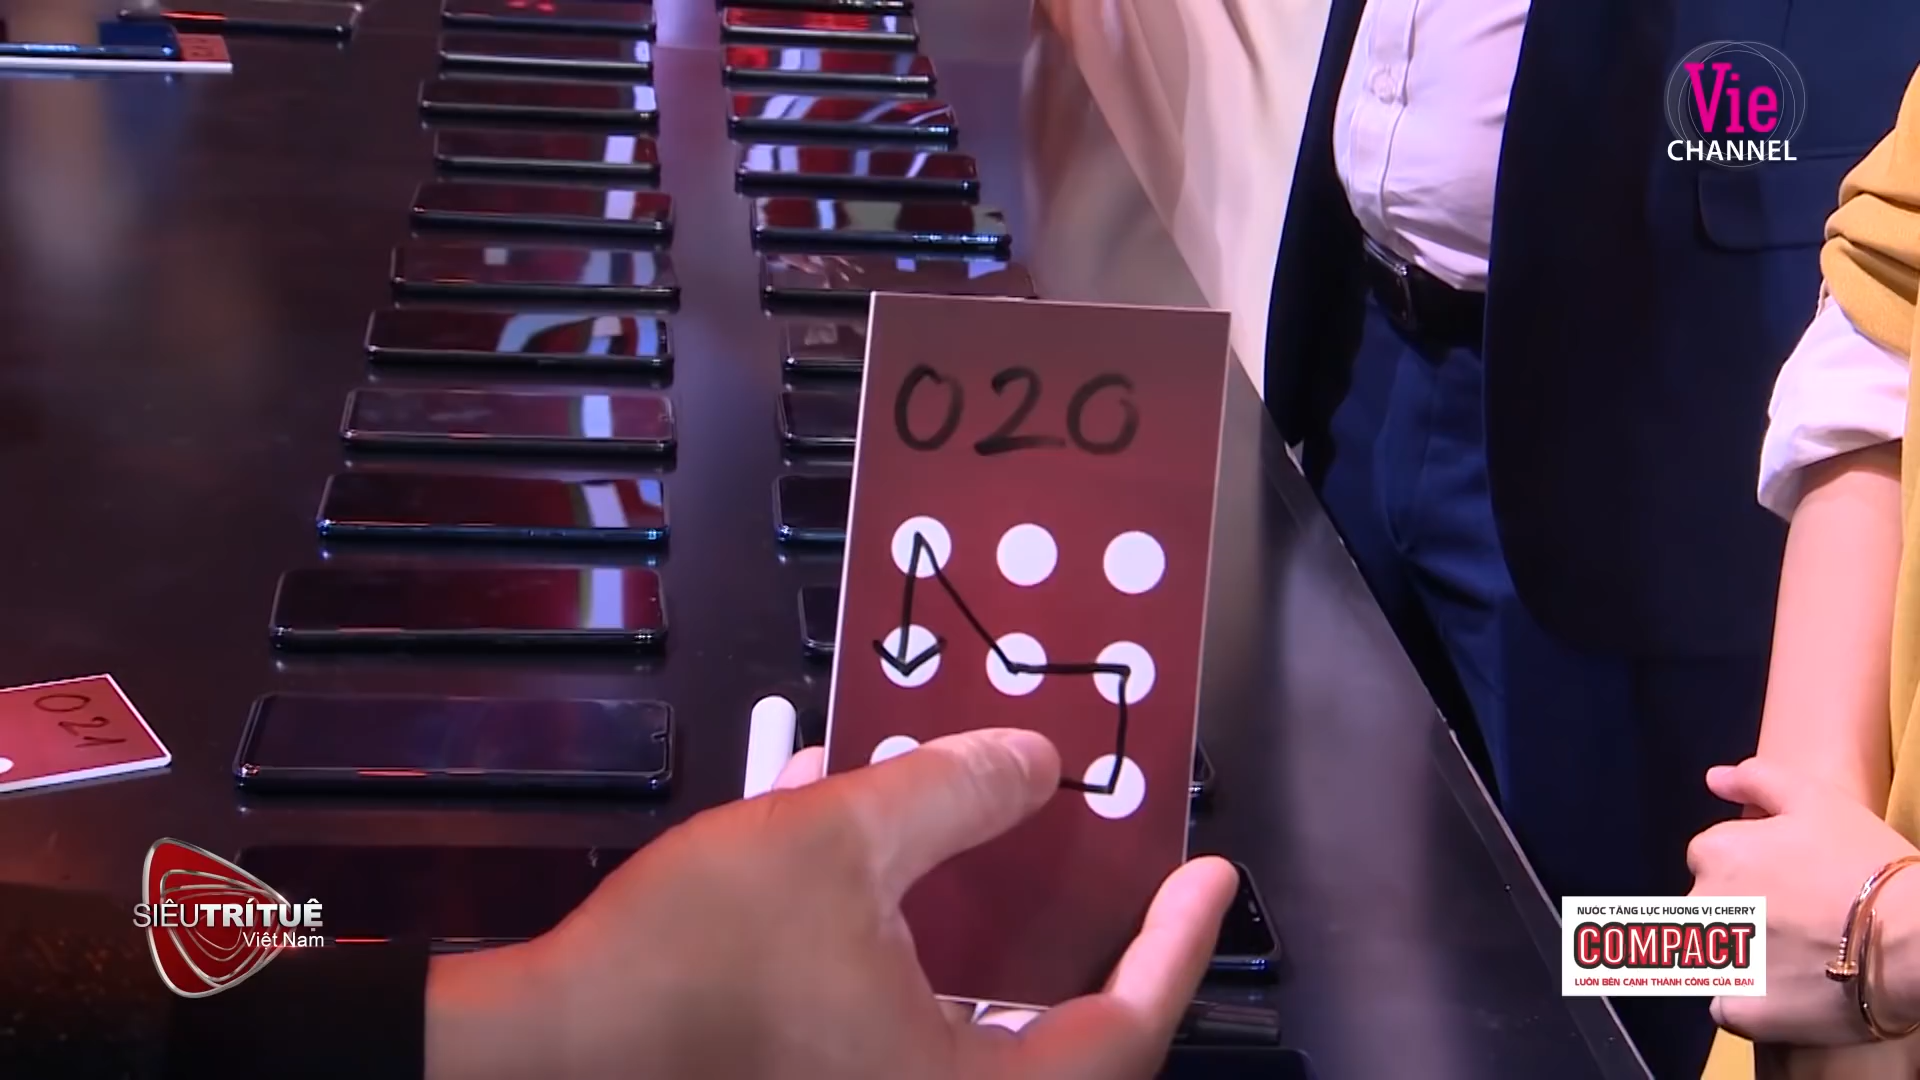 Vie
CHANNEL
020
021
SIÊUTRÍTUỆ
Việt Nam
NƯỚC TĂNG LỰC HƯƠNG VỊ CHERRY
COMPACT
LUÔN BÊN CẠNH THÀNH CÔNG CỦA BẠN